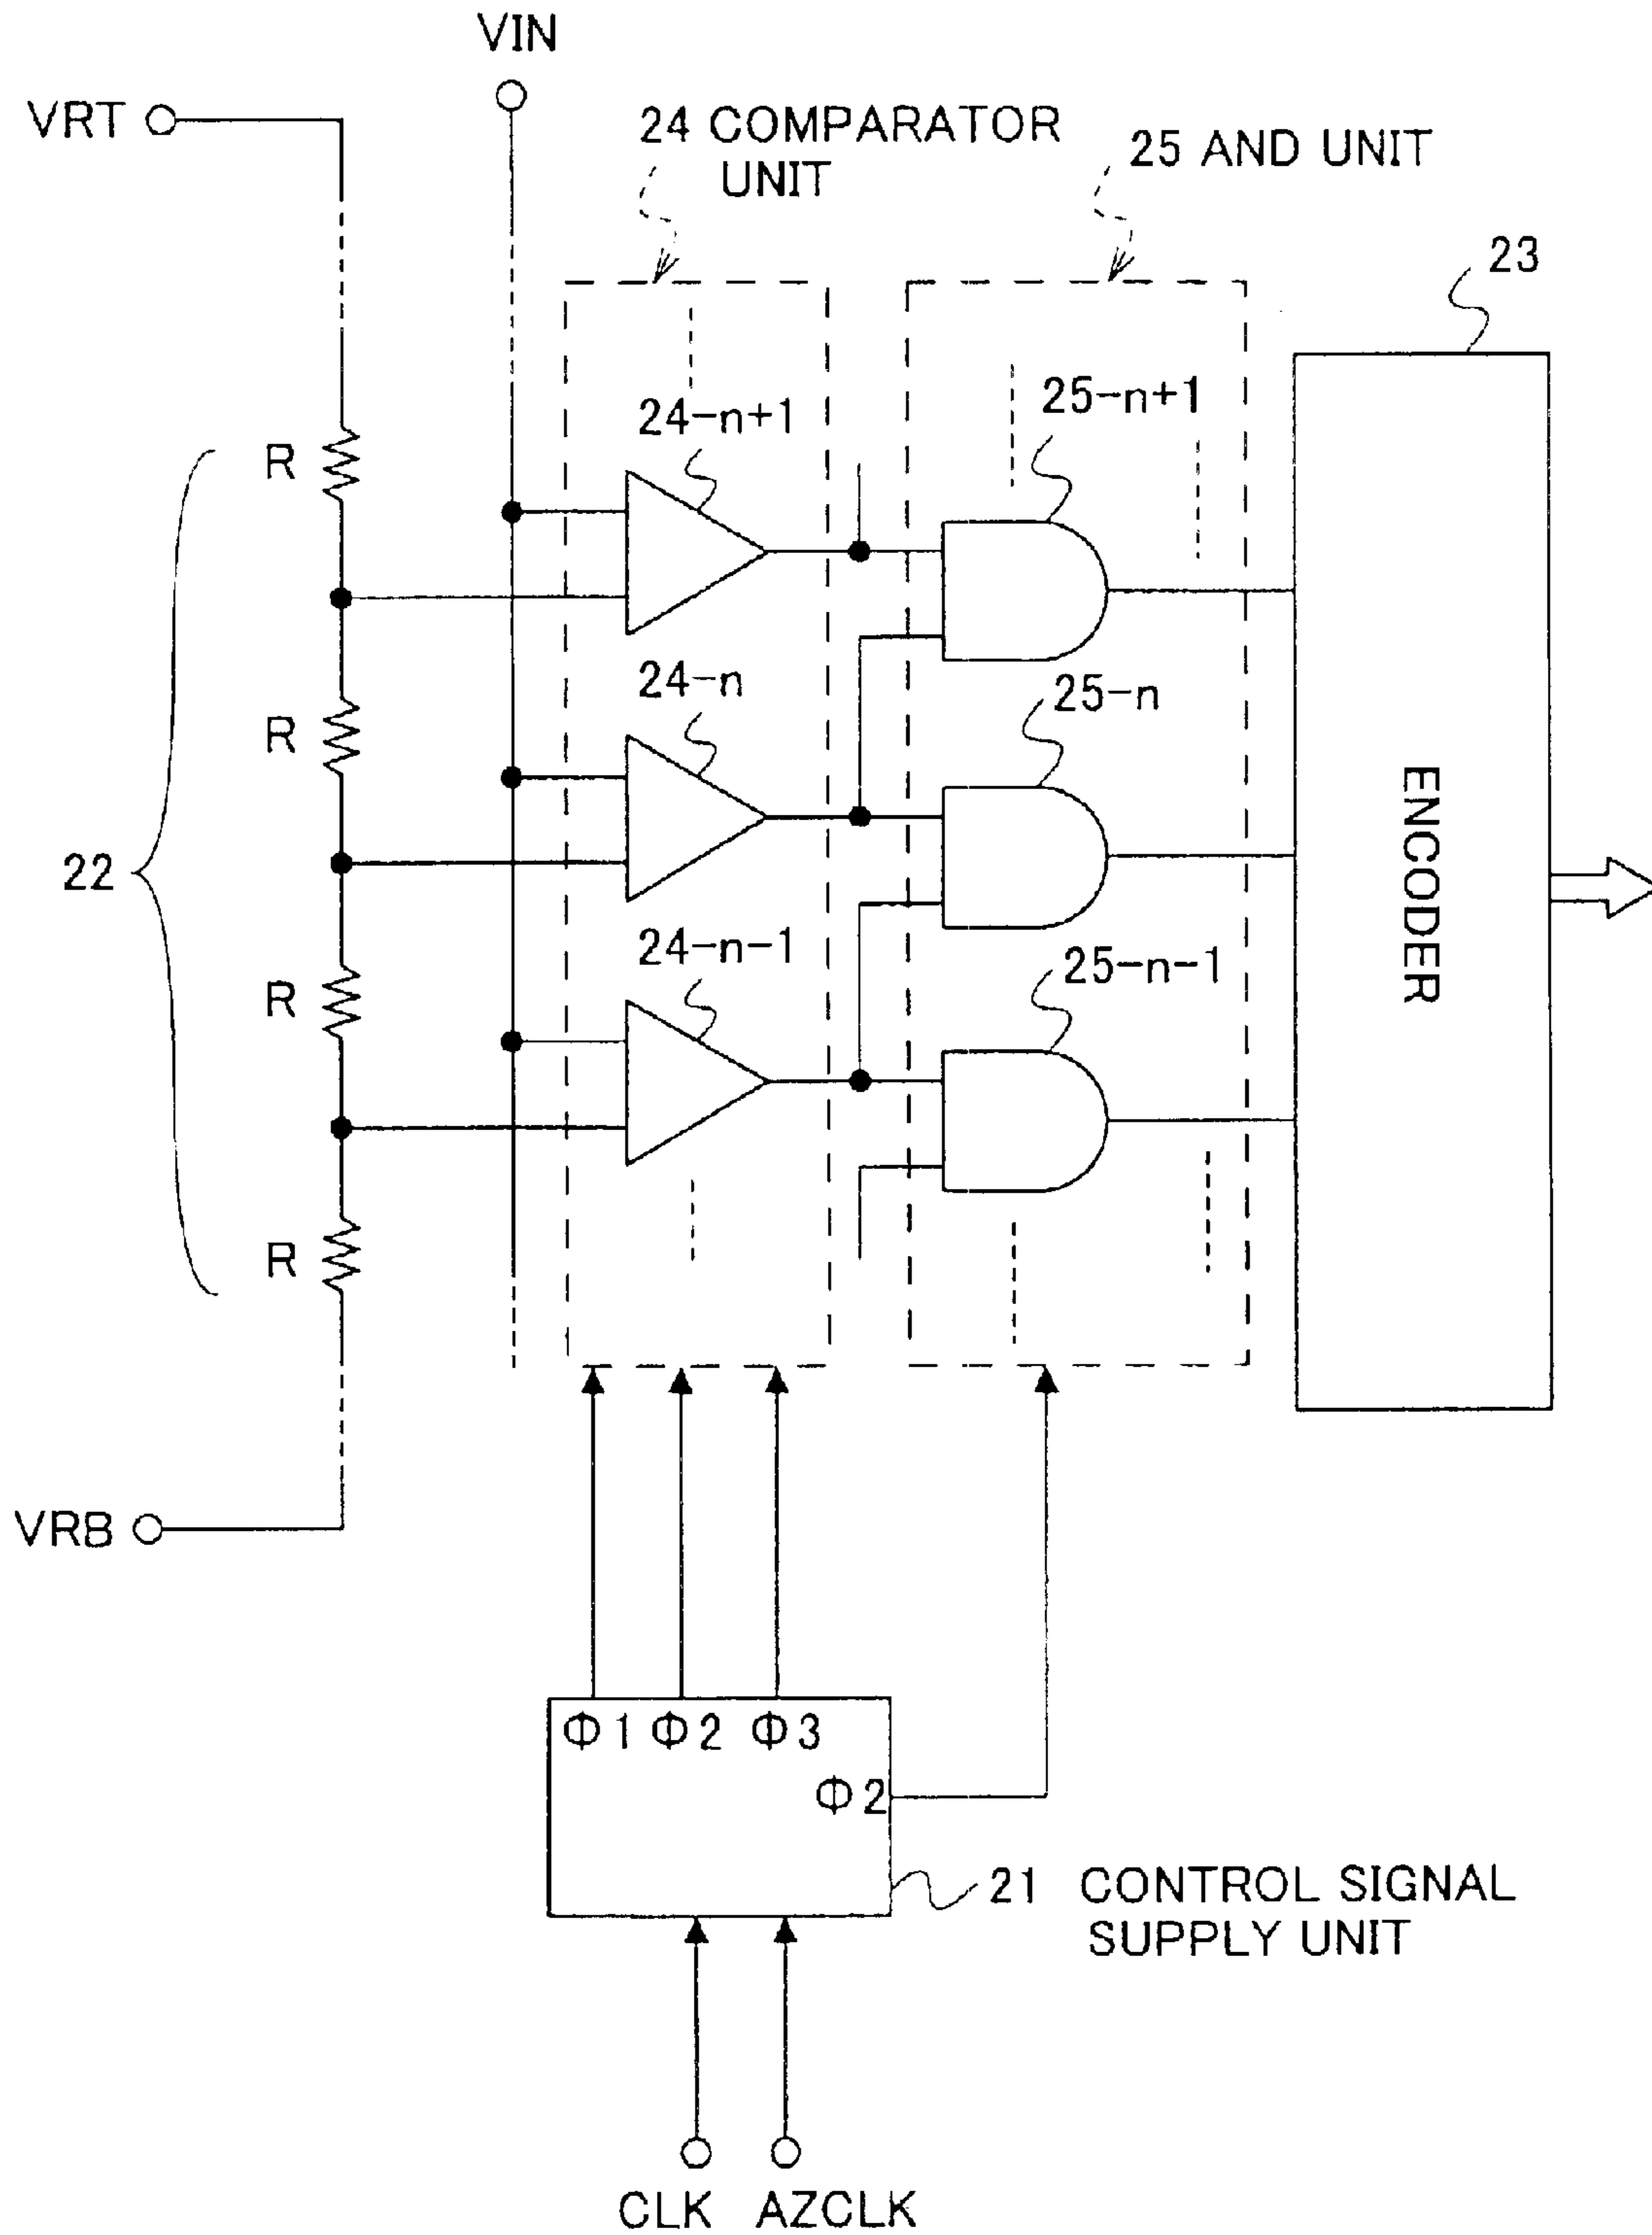 VIN
VRT
24 COMPARATOR
UNIT
25 AND UNIT
23
24-n+1
25-n+1
R
24-n
25-n
R
22
ENCODER
24-n-1
25-n-1
R
R
VRB
Φ1 Φ2 Φ3
Φ2
21 CONTROL SIGNAL
SUPPLY UNIT
CLK AZCLK